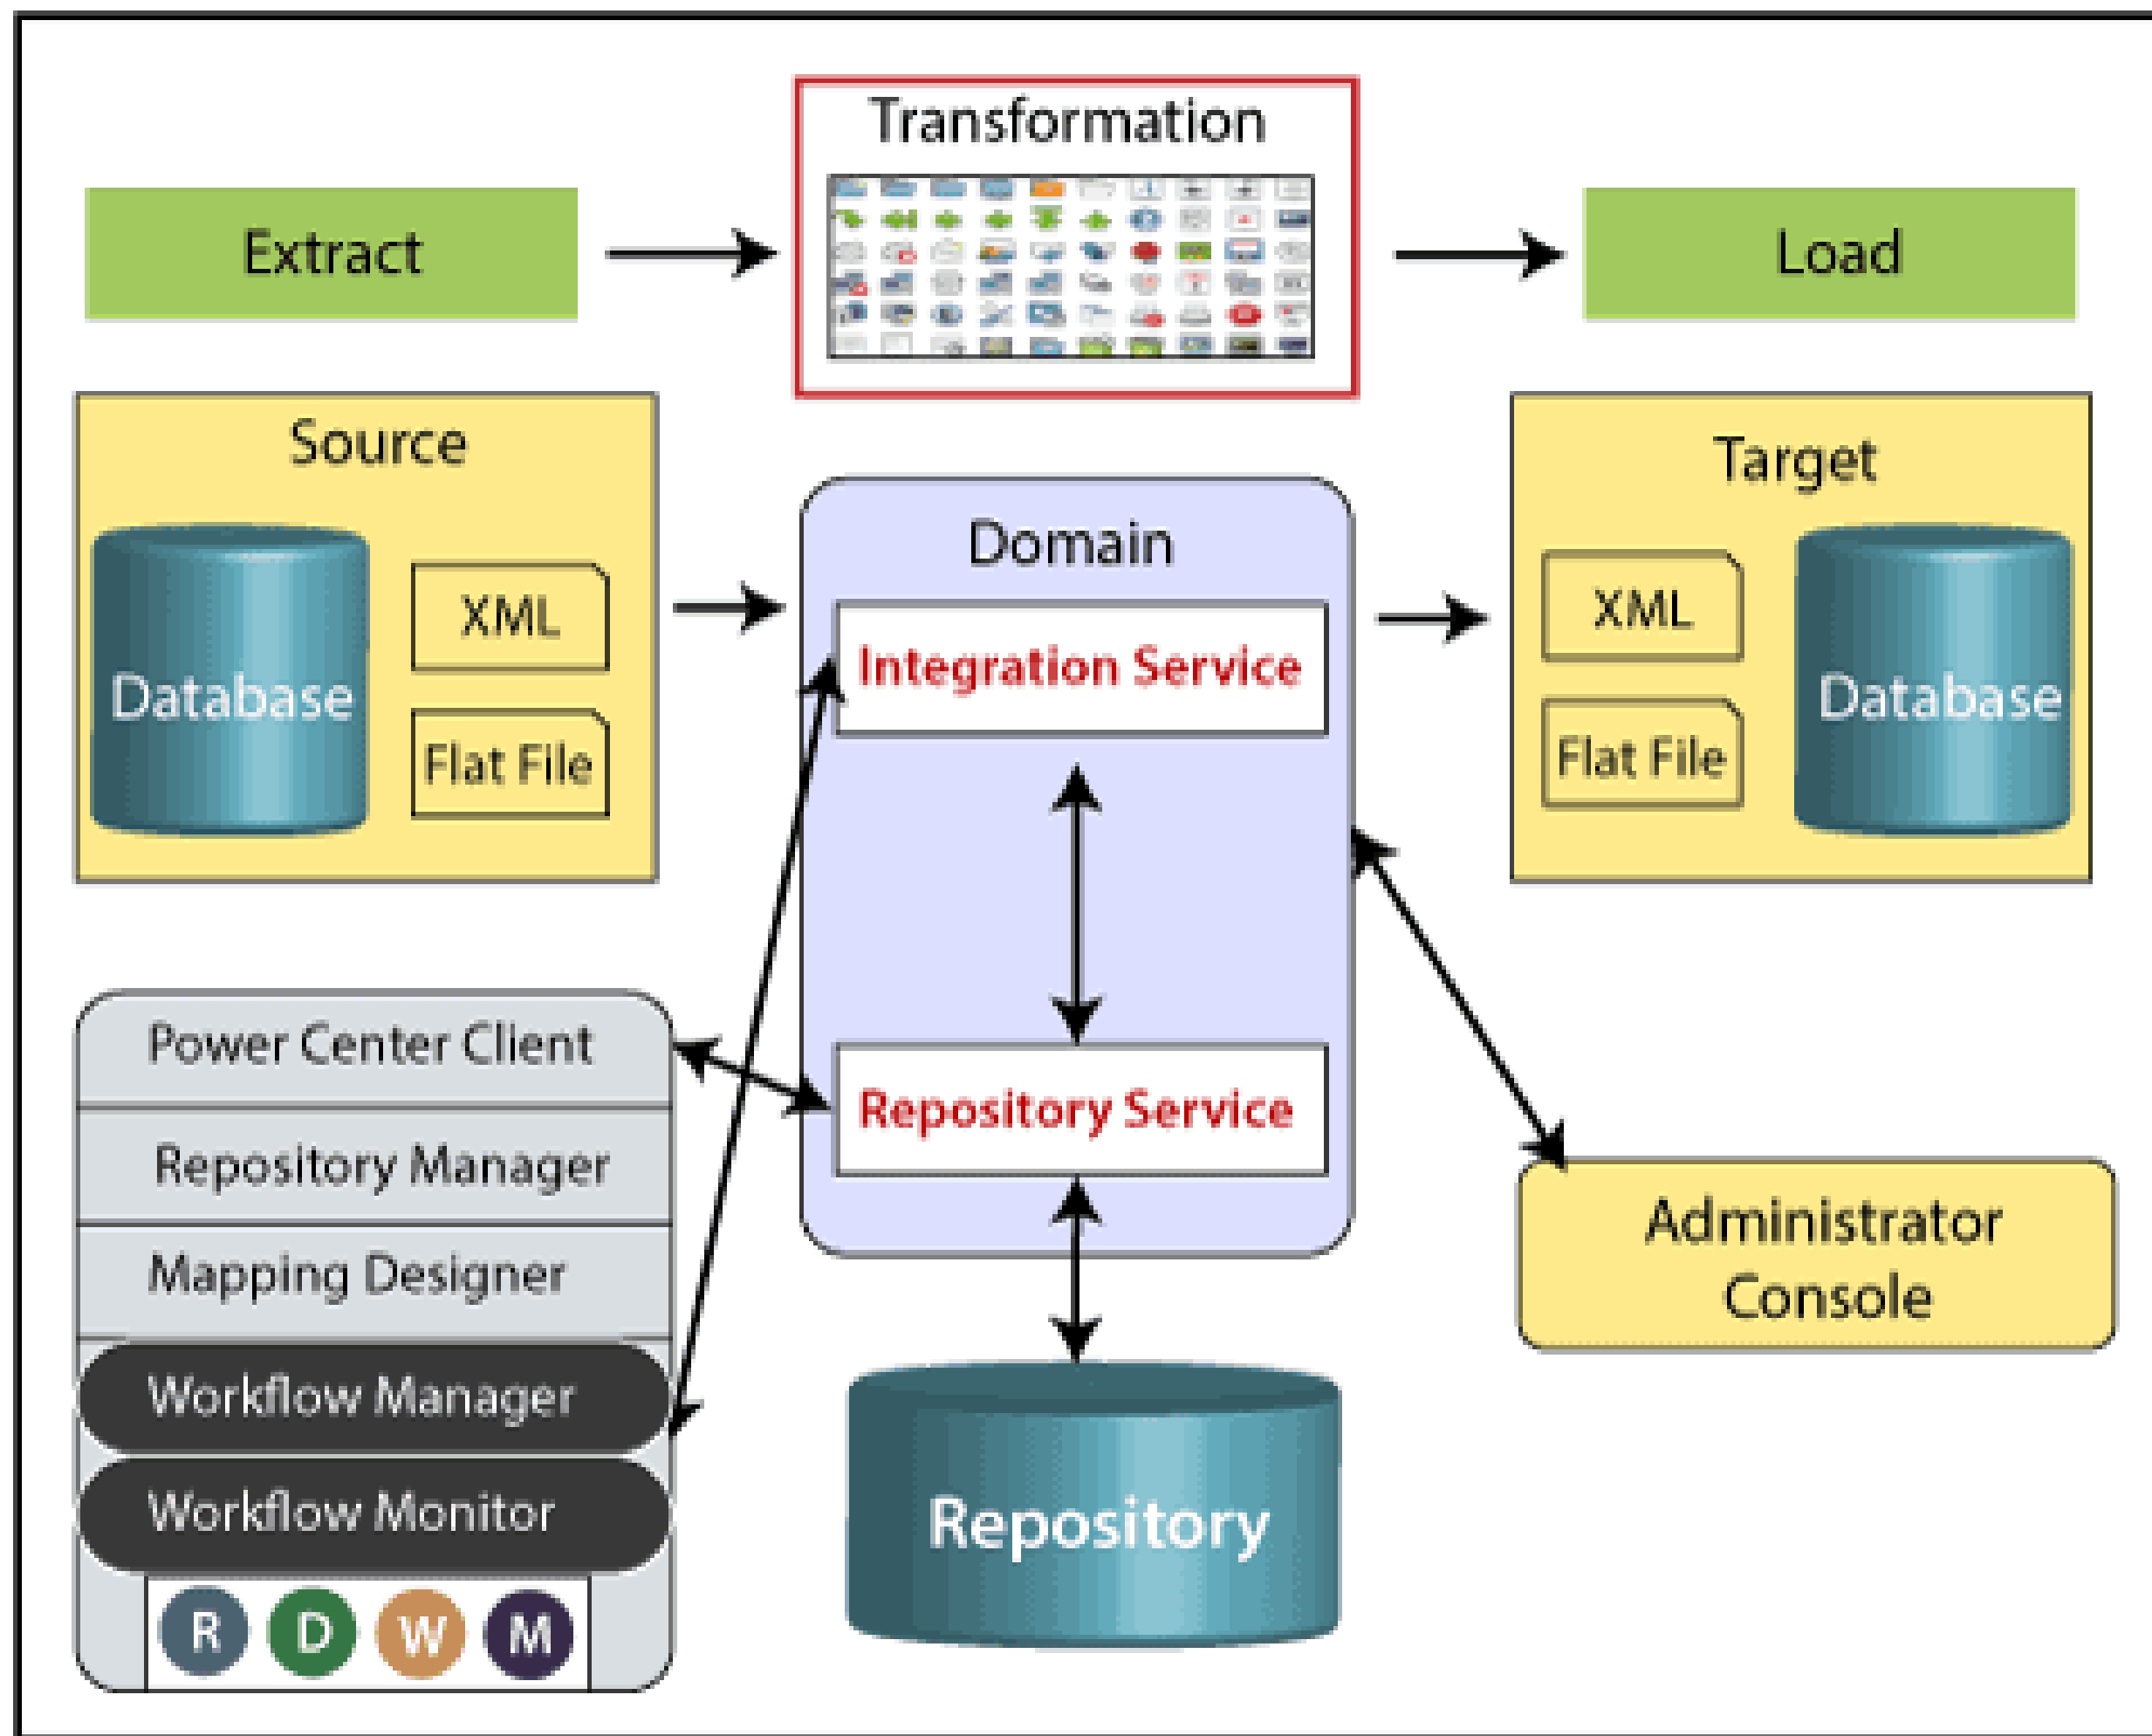 Transformation
Extract
Load
Source
Database
XML
Flat File
Domain
Integration Service
Repository Service
Target
XML
Flat File
Database
Power Center Client
Repository Manager
Mapping Designer
Workflow Manager
Workflow Monitor
R D W M
Repository
Administrator
Console